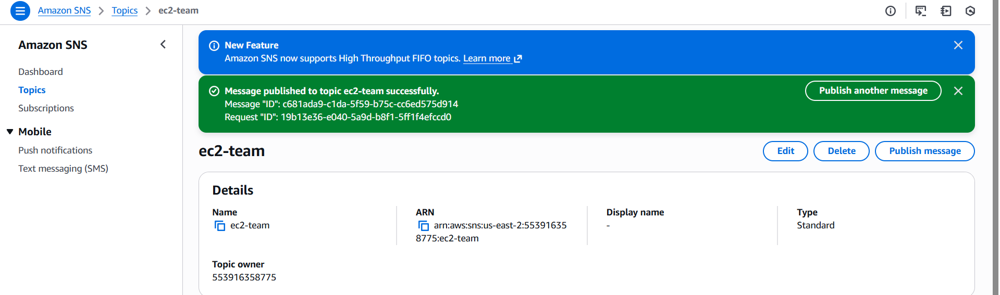 Amazon SNS > Topics > ec2-team
Amazon SNS
Dashboard
Topics
Subscriptions
Mobile
Push notifications
Text messaging (SMS)
New Feature
Amazon SNS now supports High Throughput FIFO topics. Learn more
Message published to topic ec2-team successfully.
Message "ID": c681ada9-c1da-5f59-b75c-cc6ed575d914
Request "ID": 19b13e36-e040-5a9d-b8f1-5ff1f4efccd0
Publish another message
ec2-team
Edit
Delete
Publish message
Details
Name
ec2-team
ARN
arn:aws:sns:us-east-2:55391635
8775:ec2-team
Display name
-
Type
Standard
Topic owner
553916358775